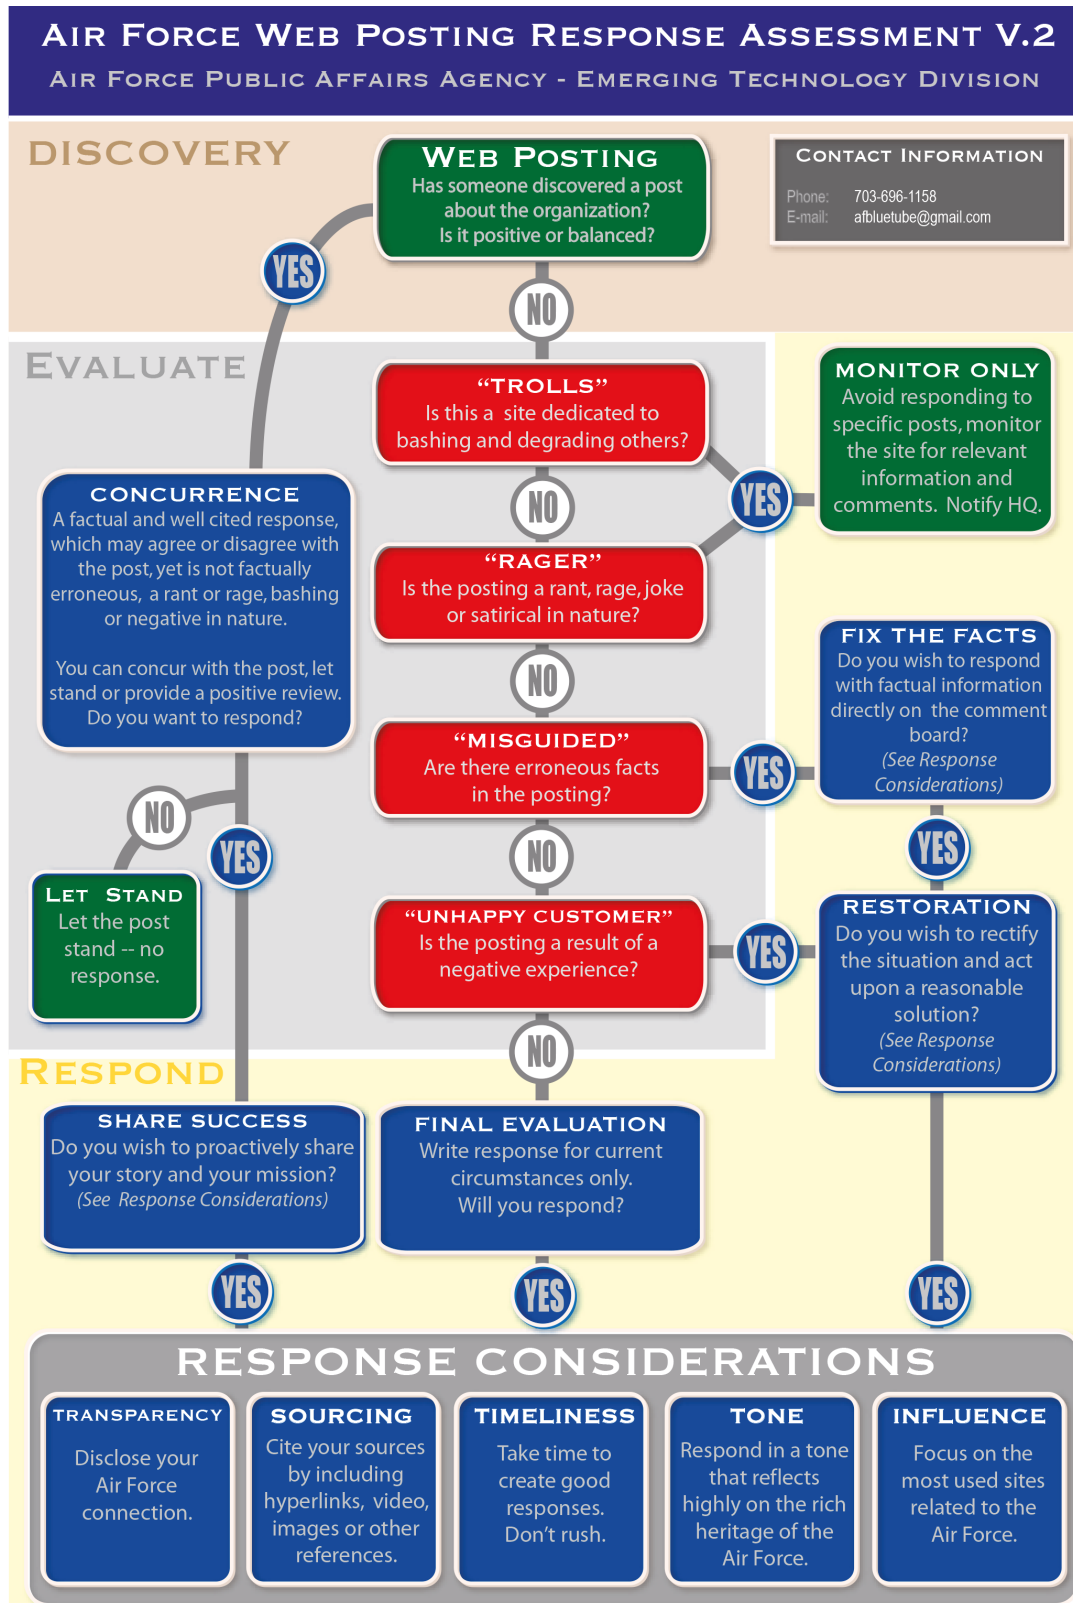 AIR FORCE WEB POSTING RESPONSE ASSESSMENT V.2
AIR FORCE PUBLIC AFFAIRS AGENCY - EMERGING TECHNOLOGY DIVISION
DISCOVERY
WEB POSTING
Has someone discovered a post
about the organization?
Is it positive or balanced?
CONTACT INFORMATION
Phone: 703-696-1158
E-mail: afbluetube@gmail.com
YES
NO
EVALUATE
"TROLLS"
Is this a site dedicated to
bashing and degrading others?
MONITOR ONLY
Avoid responding to
specific posts, monitor
the site for relevant
information and
comments. Notify HQ.
YES
NO
CONCURRENCE
A factual and well cited response,
which may agree or disagree with
the post, yet is not factually
erroneous, a rant or rage, bashing
or negative in nature.
You can concur with the post, let
stand or provide a positive review.
Do you want to respond?
"RAGER"
Is the posting a rant, rage, joke
or satirical in nature?
NO
FIX THE FACTS
Do you wish to respond
with factual information
directly on the comment
board?
(See Response
Considerations)
"MISGUIDED"
Are there erroneous facts
in the posting?
YES
NO
YES
NO
YES
LET STAND
Let the post
stand -- no
response.
"UNHAPPY CUSTOMER"
Is the posting a result of a
negative experience?
YES
RESTORATION
Do you wish to rectify
the situation and act
upon a reasonable
solution?
(See Response
Considerations)
NO
RESPOND
SHARE SUCCESS
Do you wish to proactively share
your story and your mission?
(See Response Considerations)
FINAL EVALUATION
Write response for current
circumstances only.
Will you respond?
YES
YES
YES
RESPONSE CONSIDERATIONS
TRANSPARENCY
Disclose your
Air Force
connection.
SOURCING
Cite your sources
by including
hyperlinks, video,
images or other
references.
TIMELINESS
Take time to
create good
responses.
Don't rush.
TONE
Respond in a tone
that reflects
highly on the rich
heritage of the
Air Force.
INFLUENCE
Focus on the
most used sites
related to the
Air Force.